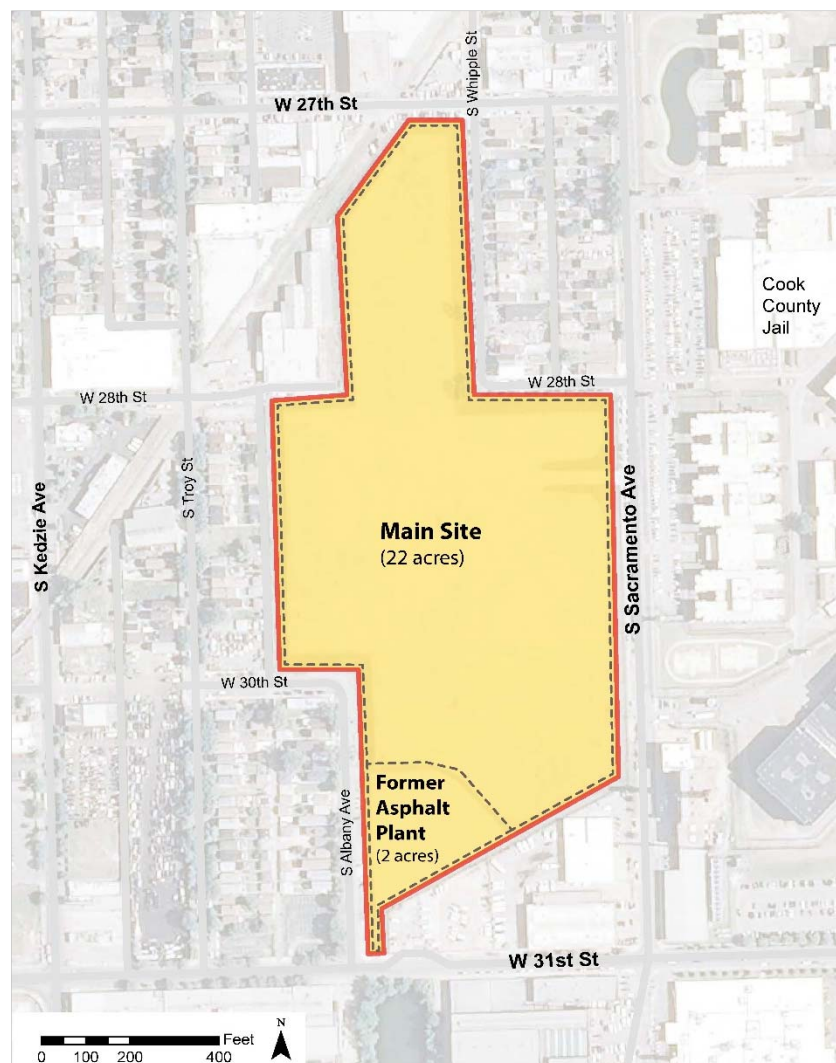 S Whipple St
W 27th St
Cook
County
Jail
W 28th St
W 28th St
S Troy St
S Kedzie Ave
Main Site
(22 acres)
S Sacramento Ave
W 30th St
Former
Asphalt
Plant
(2 acres)
S Albany Ave
W 31st St
Feet
N
0 100 200 400